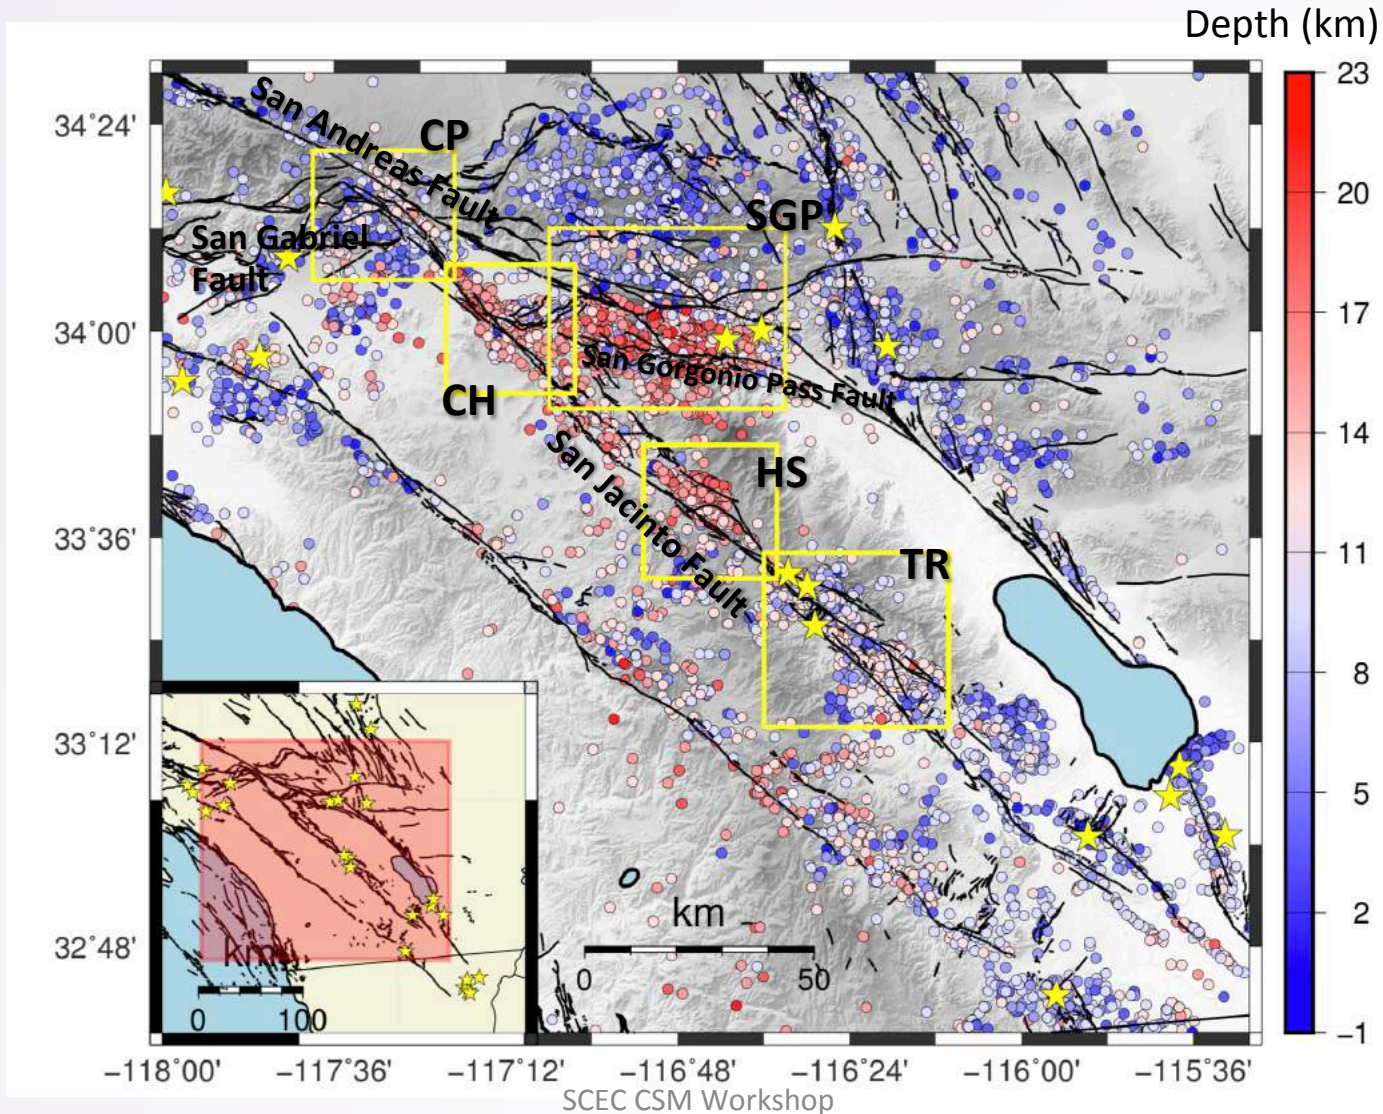 Depth (km)
23
20
17
14
11
8
5
2
−1
34˚24'
34˚00'
33˚36'
33˚12'
32˚48'
San Andreas Fault
CP
San Gabriel
Fault
SGP
San Gorgonio Pass Fault
CH
San Jacinto Fault
HS
TR
km
0 50
km
0 100
−118˚00' −117˚36' −117˚12' −116˚48' −116˚24' −116˚00' −115˚36'
SCEC CSM Workshop